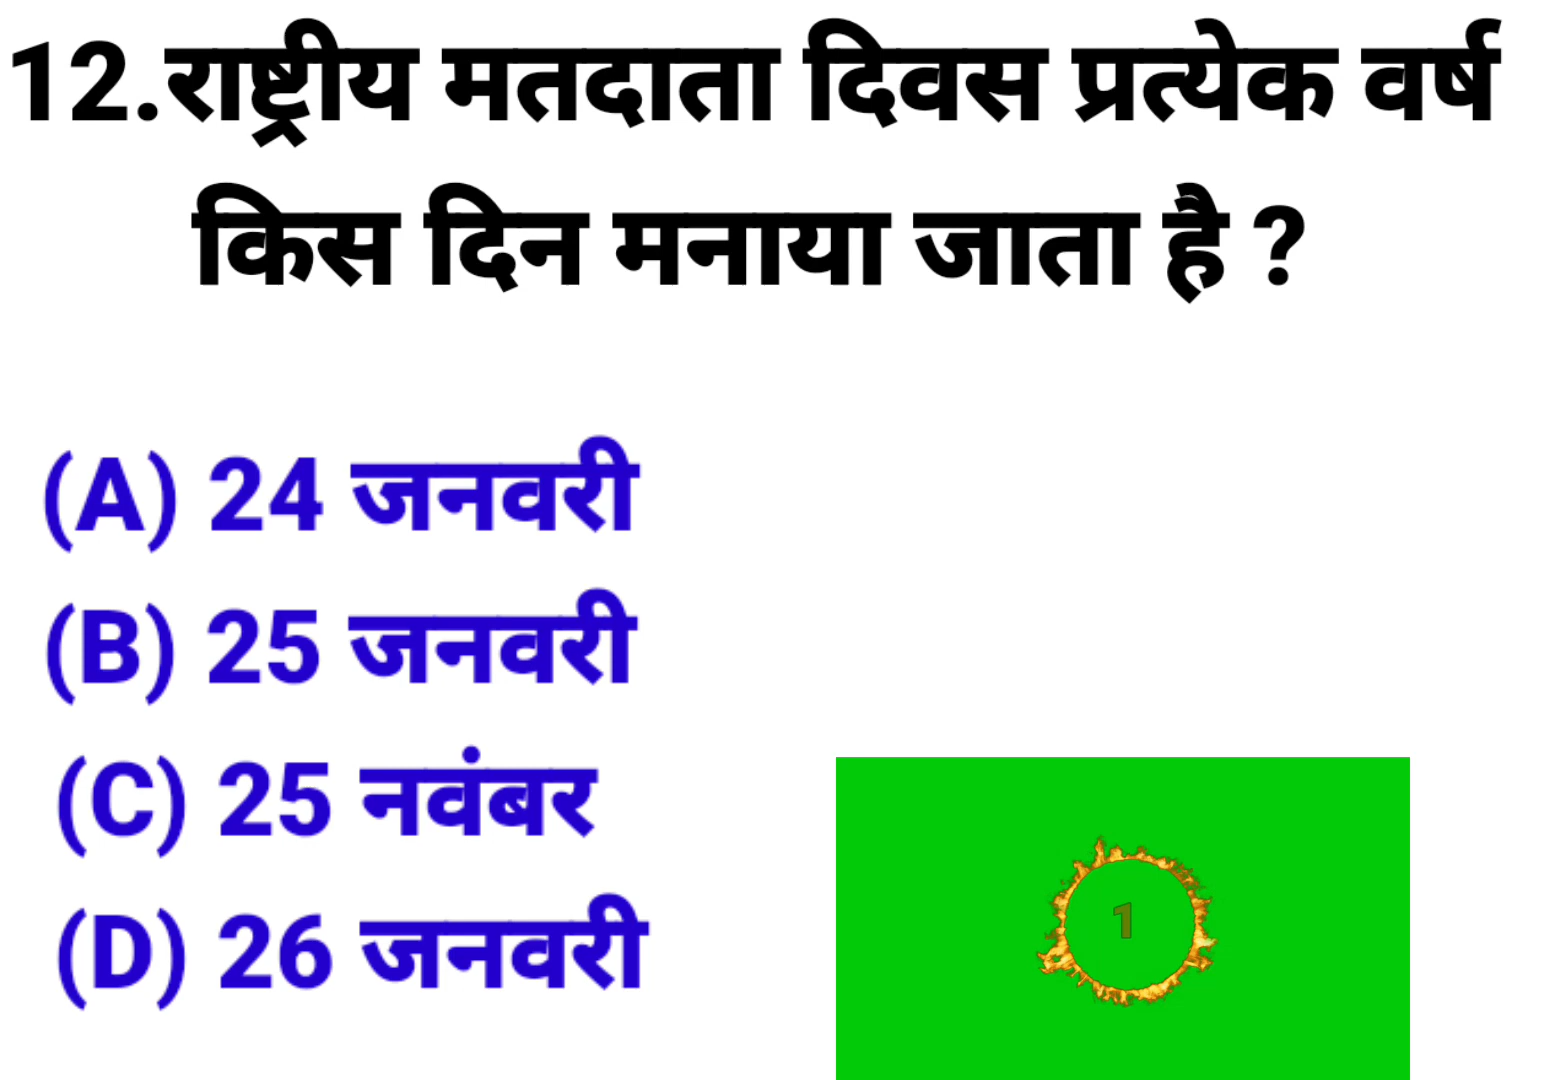 12.राष्ट्रीय मतदाता दिवस प्रत्येक वर्ष
किस दिन मनाया जाता है ?
(A) 24 जनवरी
(B) 25 जनवरी
(C) 25 नवंबर
(D) 26 जनवरी
1